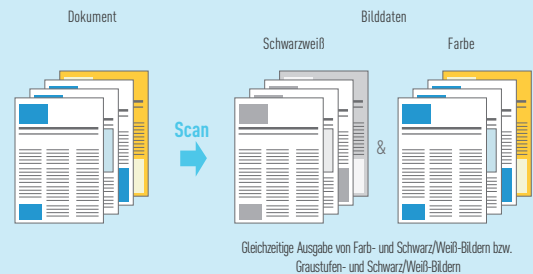 Dokument
Bilddaten
Schwarzweiß
Farbe
Scan
&
Gleichzeitige Ausgabe von Farb- und Schwarz/Weiß-Bildern bzw.
Graustufen- und Schwarz/Weiß-Bildern